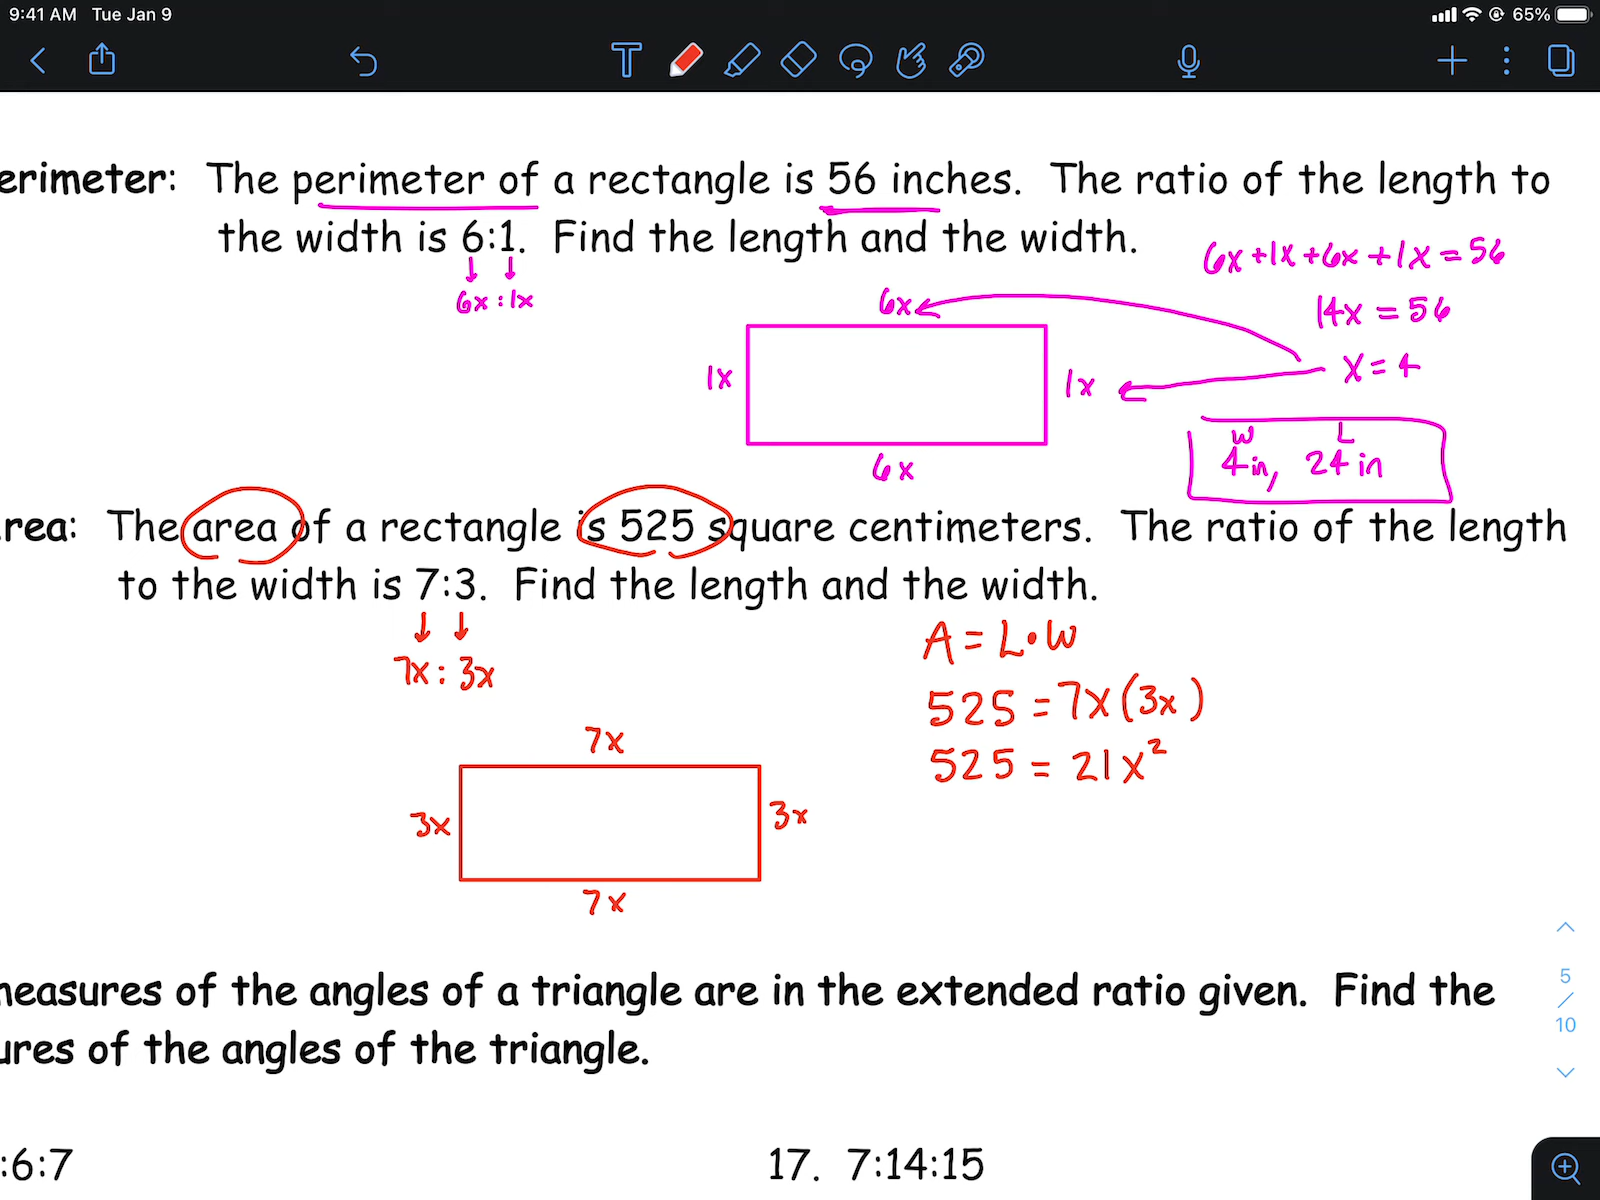 9:41 AM Tue Jan 9
65%
erimeter: The perimeter of a rectangle is 56 inches. The ratio of the length to
the width is 6:1. Find the length and the width.
6x+1x+6x+1x=56
6x:1x
6x
14x=56
1x
1x
x=4
W L
4in, 24in
6x
rea: The area of a rectangle is 525 square centimeters. The ratio of the length
to the width is 7:3. Find the length and the width.
A=L•W
7x:3x
525=7x(3x)
7x
525=21x²
3x
3x
7x
neasures of the angles of a triangle are in the extended ratio given. Find the
ures of the angles of the triangle.
5
/
10
:6:7
17. 7:14:15